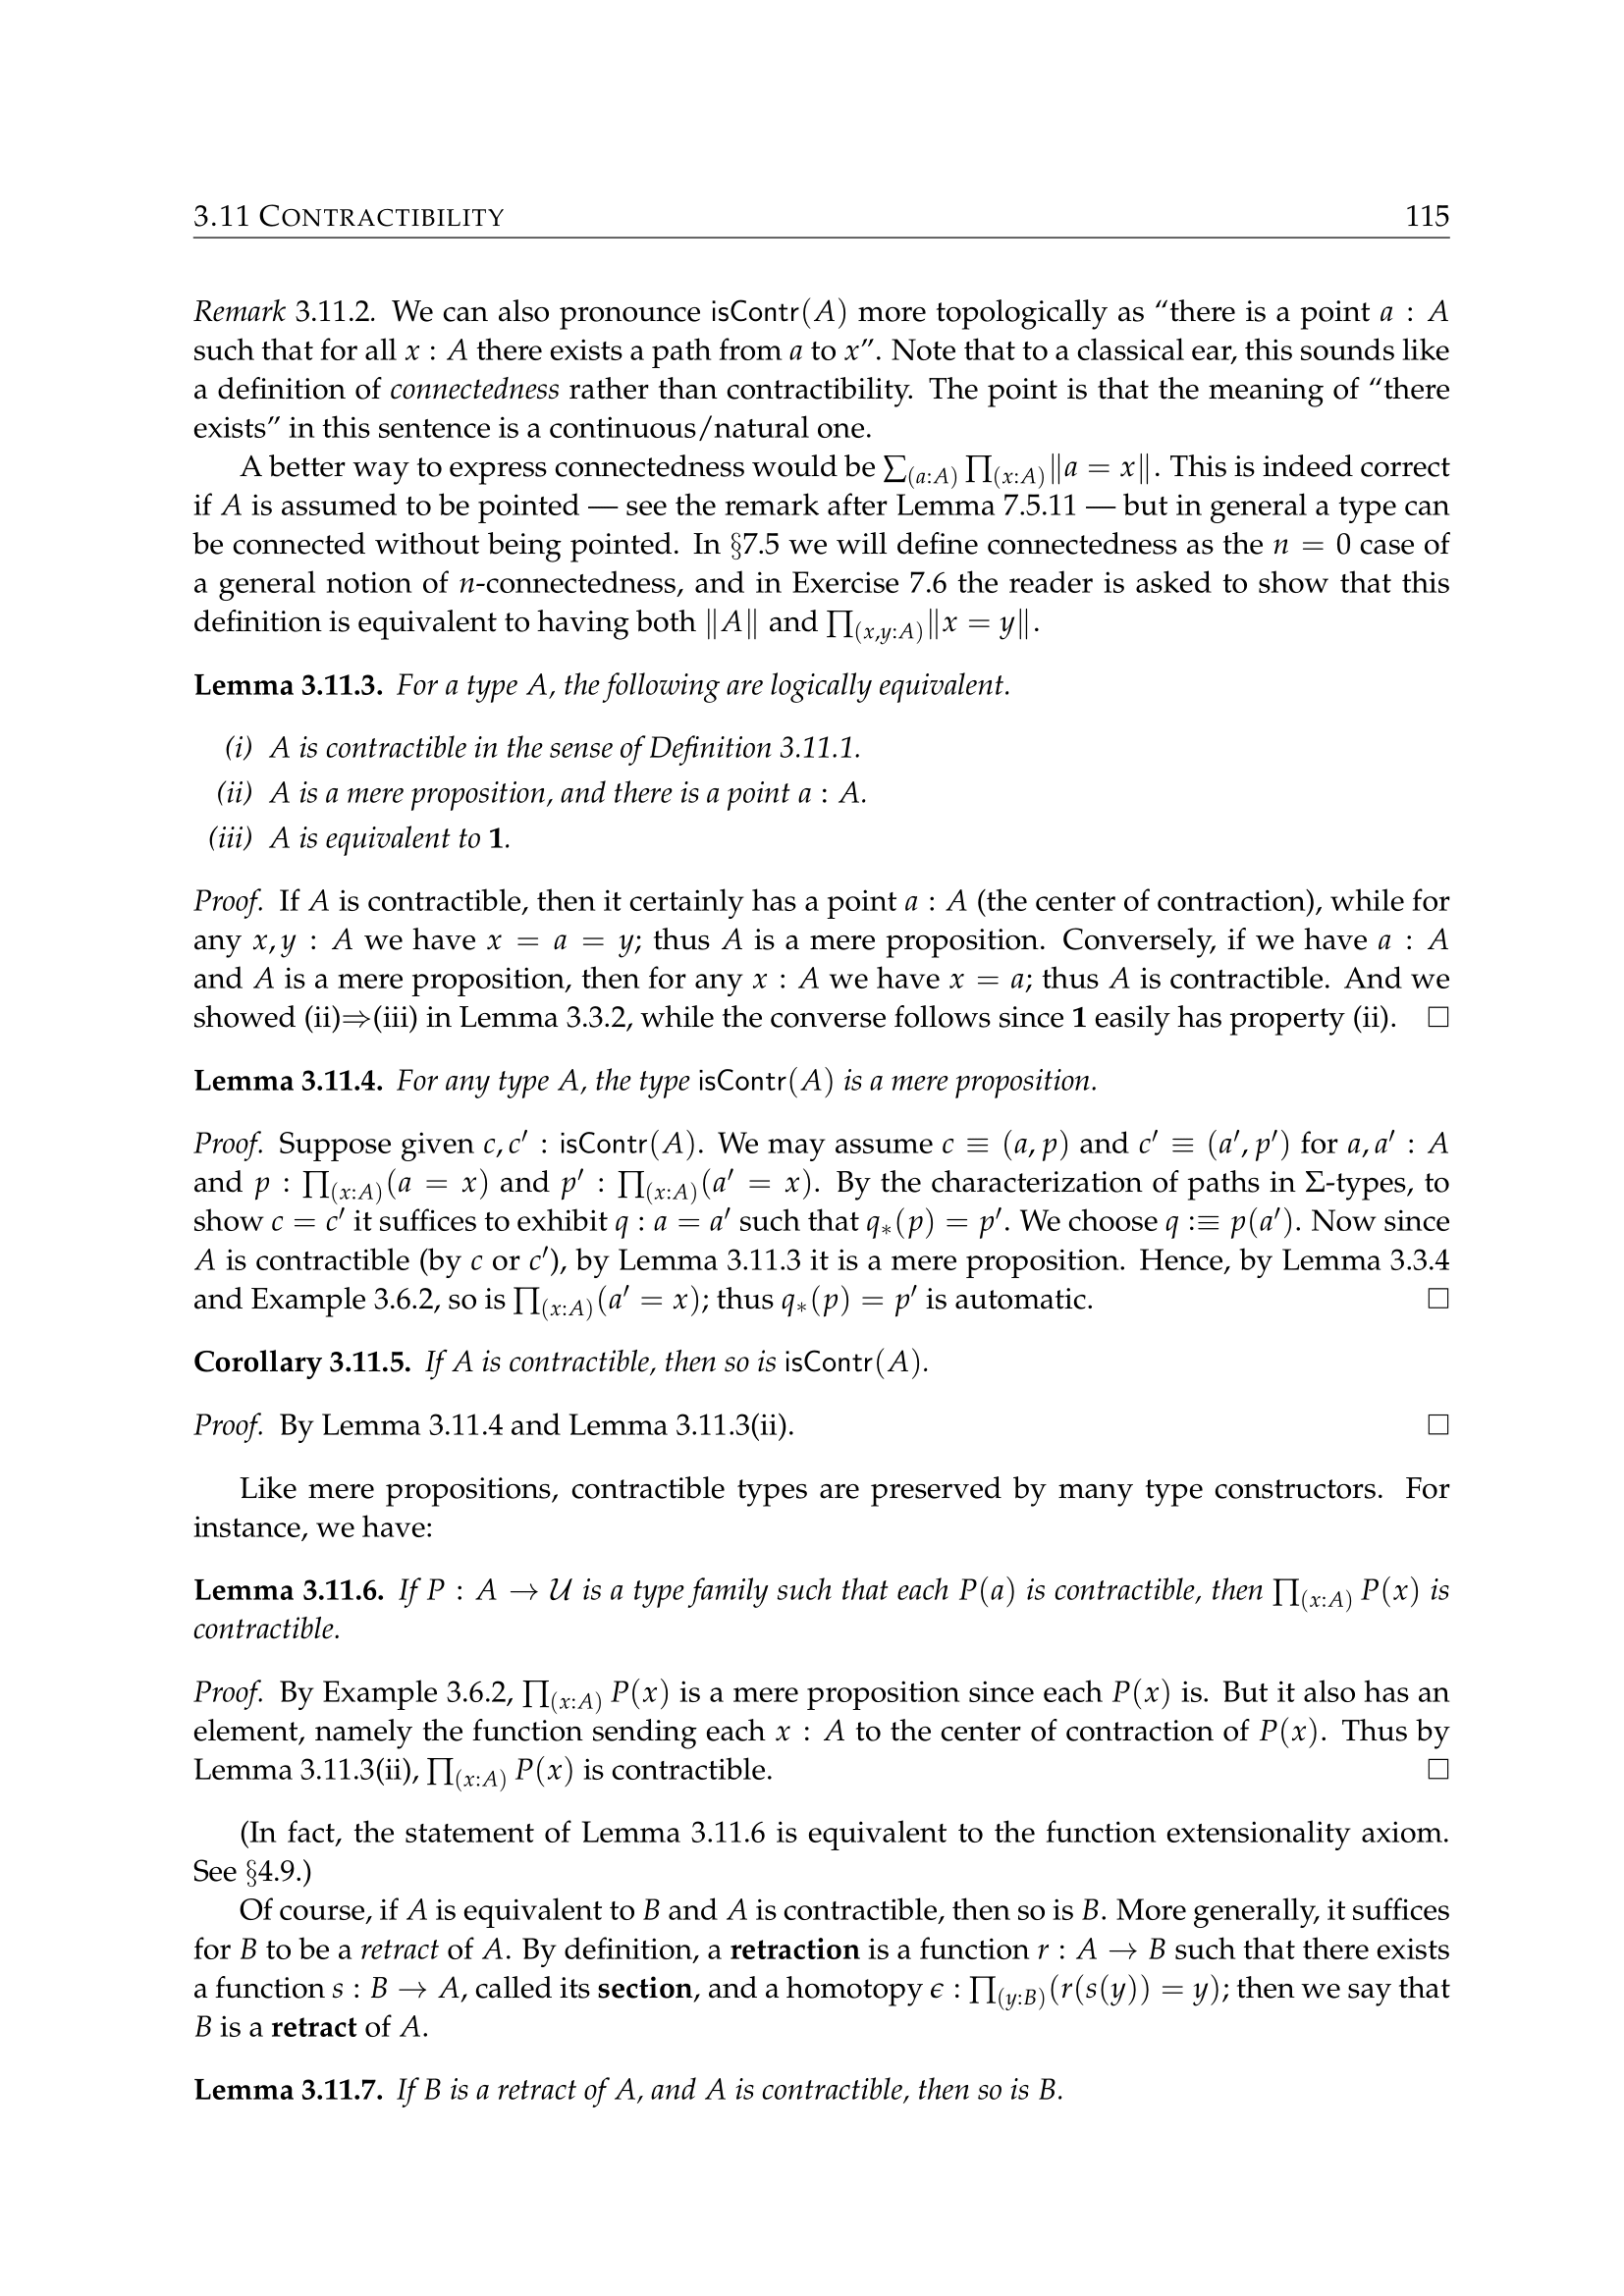 3.11 CONTRACTIBILITY 115
Remark 3.11.2. We can also pronounce isContr(A) more topologically as “there is a point a : A
such that for all x : A there exists a path from a to x”. Note that to a classical ear, this sounds like
a definition of connectedness rather than contractibility. The point is that the meaning of “there
exists” in this sentence is a continuous/natural one.
A better way to express connectedness would be ∑(a:A) ∏(x:A)‖a = x‖. This is indeed correct
if A is assumed to be pointed — see the remark after Lemma 7.5.11 — but in general a type can
be connected without being pointed. In §7.5 we will define connectedness as the n = 0 case of
a general notion of n-connectedness, and in Exercise 7.6 the reader is asked to show that this
definition is equivalent to having both ‖A‖ and ∏(x,y:A)‖x = y‖.
Lemma 3.11.3. For a type A, the following are logically equivalent.
(i) A is contractible in the sense of Definition 3.11.1.
(ii) A is a mere proposition, and there is a point a : A.
(iii) A is equivalent to 1.
Proof. If A is contractible, then it certainly has a point a : A (the center of contraction), while for
any x, y : A we have x = a = y; thus A is a mere proposition. Conversely, if we have a : A
and A is a mere proposition, then for any x : A we have x = a; thus A is contractible. And we
showed (ii)⇒(iii) in Lemma 3.3.2, while the converse follows since 1 easily has property (ii). □
Lemma 3.11.4. For any type A, the type isContr(A) is a mere proposition.
Proof. Suppose given c, c′ : isContr(A). We may assume c ≡ (a, p) and c′ ≡ (a′, p′) for a, a′ : A
and p : ∏(x:A)(a = x) and p′ : ∏(x:A)(a′ = x). By the characterization of paths in Σ-types, to
show c = c′ it suffices to exhibit q : a = a′ such that q∗(p) = p′. We choose q :≡ p(a′). Now since
A is contractible (by c or c′), by Lemma 3.11.3 it is a mere proposition. Hence, by Lemma 3.3.4
and Example 3.6.2, so is ∏(x:A)(a′ = x); thus q∗(p) = p′ is automatic. □
Corollary 3.11.5. If A is contractible, then so is isContr(A).
Proof. By Lemma 3.11.4 and Lemma 3.11.3(ii). □
Like mere propositions, contractible types are preserved by many type constructors. For
instance, we have:
Lemma 3.11.6. If P : A → 𝒰 is a type family such that each P(a) is contractible, then ∏(x:A) P(x) is
contractible.
Proof. By Example 3.6.2, ∏(x:A) P(x) is a mere proposition since each P(x) is. But it also has an
element, namely the function sending each x : A to the center of contraction of P(x). Thus by
Lemma 3.11.3(ii), ∏(x:A) P(x) is contractible. □
(In fact, the statement of Lemma 3.11.6 is equivalent to the function extensionality axiom.
See §4.9.)
Of course, if A is equivalent to B and A is contractible, then so is B. More generally, it suffices
for B to be a retract of A. By definition, a retraction is a function r : A → B such that there exists
a function s : B → A, called its section, and a homotopy ϵ : ∏(y:B)(r(s(y)) = y); then we say that
B is a retract of A.
Lemma 3.11.7. If B is a retract of A, and A is contractible, then so is B.